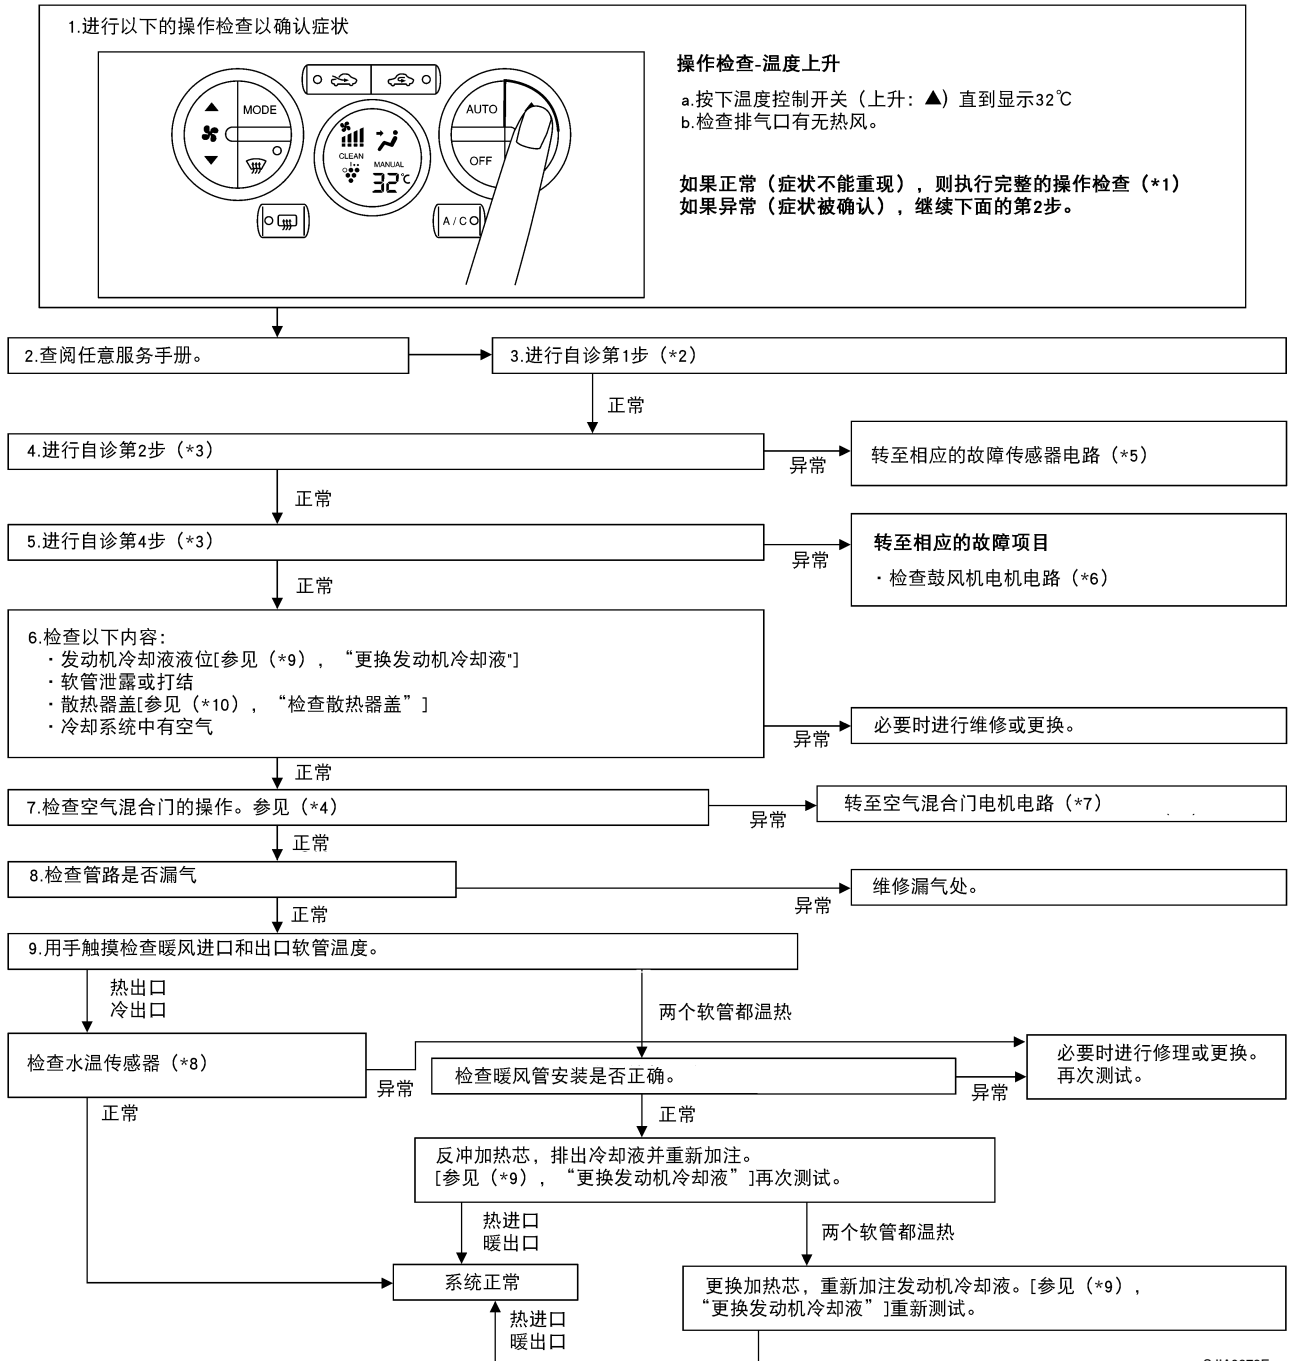 1.进行以下的操作检查以确认症状
MODE
AUTO
OFF
CLEAN
MANUAL
32℃
A/C
操作检查-温度上升
a.按下温度控制开关（上升：▲）直到显示32℃
b.检查排气口有无热风。
如果正常（症状不能重现），则执行完整的操作检查（*1）
如果异常（症状被确认），继续下面的第2步。
2.查阅任意服务手册。
3.进行自诊第1步（*2）
正常
4.进行自诊第2步（*3）
异常
转至相应的故障传感器电路（*5）
正常
5.进行自诊第4步（*3）
异常
转至相应的故障项目
·检查鼓风机电机电路（*6）
正常
6.检查以下内容：
·发动机冷却液液位[参见（*9），“更换发动机冷却液"]
·软管泄露或打结
·散热器盖[参见（*10），“检查散热器盖”]
·冷却系统中有空气
异常
必要时进行维修或更换。
正常
7.检查空气混合门的操作。参见（*4）
异常
转至空气混合门电机电路（*7）
正常
8.检查管路是否漏气
异常
维修漏气处。
正常
9.用手触摸检查暖风进口和出口软管温度。
热出口
冷出口
两个软管都温热
检查水温传感器（*8）
异常
检查暖风管安装是否正确。
异常
必要时进行修理或更换。
再次测试。
正常
正常
反冲加热芯，排出冷却液并重新加注。
[参见（*9），“更换发动机冷却液”]再次测试。
热进口
暖出口
两个软管都温热
系统正常
更换加热芯，重新加注发动机冷却液。[参见（*9），
“更换发动机冷却液”]重新测试。
热进口
暖出口